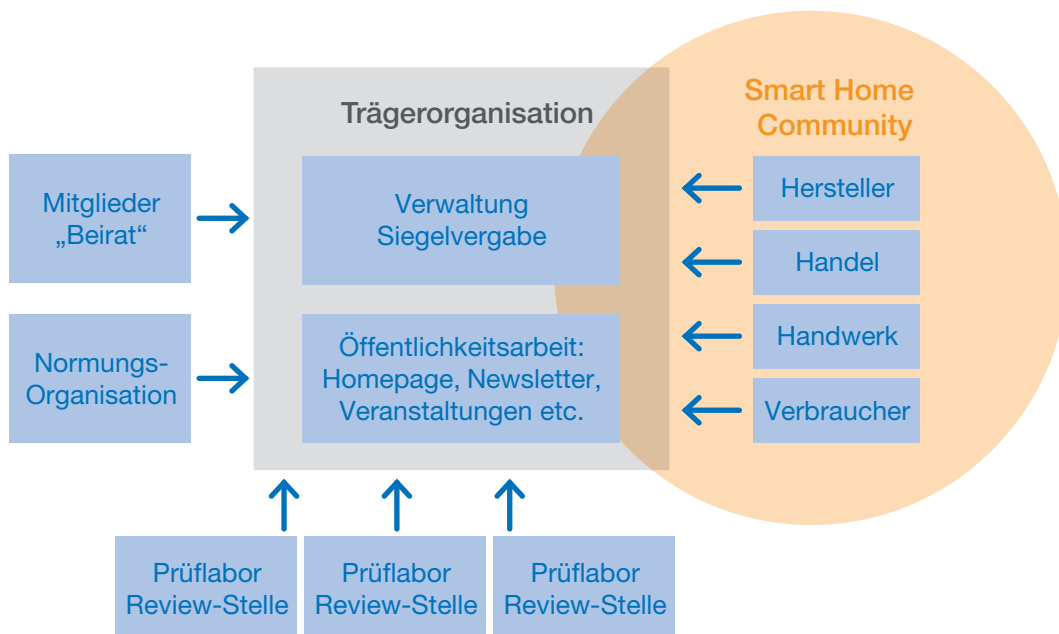 Trägerorganisation
Smart Home
Community
Mitglieder
„Beirat“
Verwaltung
Siegelvergabe
Hersteller
Handel
Normungs-
Organisation
Öffentlichkeitsarbeit:
Homepage, Newsletter,
Veranstaltungen etc.
Handwerk
Verbraucher
Prüflabor
Review-Stelle
Prüflabor
Review-Stelle
Prüflabor
Review-Stelle